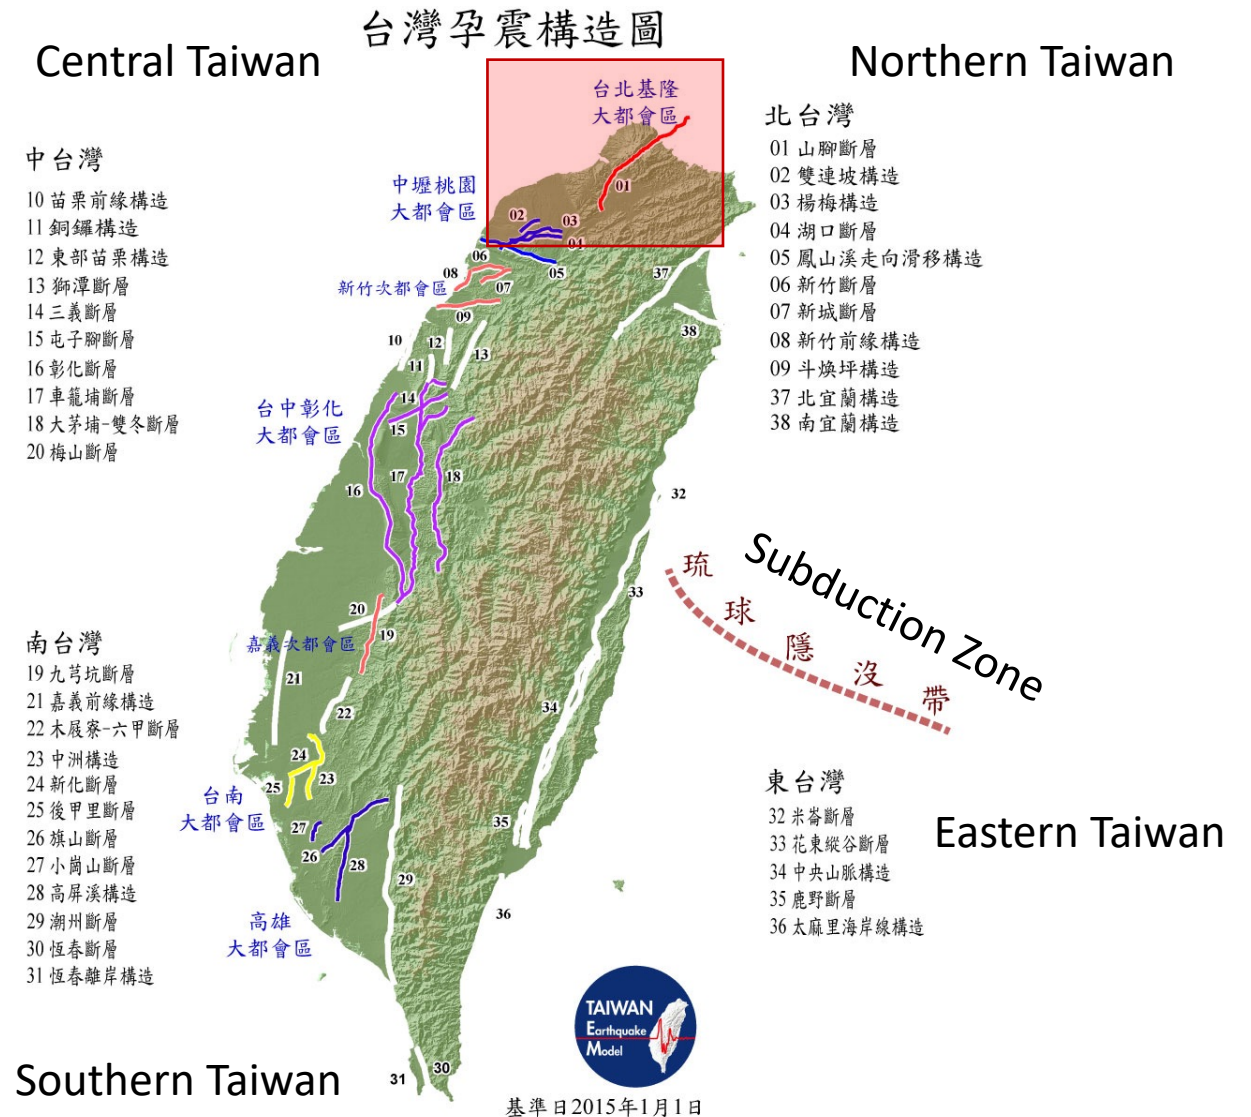 台灣孕震構造圖
Central Taiwan
Northern Taiwan
中台灣
10 苗栗前緣構造
11 銅鑼構造
12 東部苗栗構造
13 獅潭斷層
14 三義斷層
15 屯子腳斷層
16 彰化斷層
17 車籠埔斷層
18 大茅埔-雙冬斷層
20 梅山斷層
北台灣
01 山腳斷層
02 雙連坡構造
03 楊梅構造
04 湖口斷層
05 鳳山溪走向滑移構造
06 新竹斷層
07 新城斷層
08 新竹前緣構造
09 斗煥坪構造
37 北宜蘭構造
38 南宜蘭構造
台北基隆
大都會區
中壢桃園
大都會區
新竹次都會區
台中彰化
大都會區
嘉義次都會區
台南
大都會區
高雄
大都會區
01
02
03
04
05
06
07
08
09
10
11
12
13
14
15
16
17
18
19
20
21
22
23
24
25
26
27
28
29
30
31
32
33
34
35
36
37
38
Subduction Zone
琉球隱沒帶
南台灣
19 九芎坑斷層
21 嘉義前緣構造
22 木屐寮-六甲斷層
23 中洲構造
24 新化斷層
25 後甲里斷層
26 旗山斷層
27 小崗山斷層
28 高屏溪構造
29 潮州斷層
30 恆春斷層
31 恆春離岸構造
Southern Taiwan
東台灣
32 米崙斷層
33 花東縱谷斷層
34 中央山脈構造
35 鹿野斷層
36 太麻里海岸線構造
Eastern Taiwan
TAIWAN
Earthquake
Model
基準日2015年1月1日